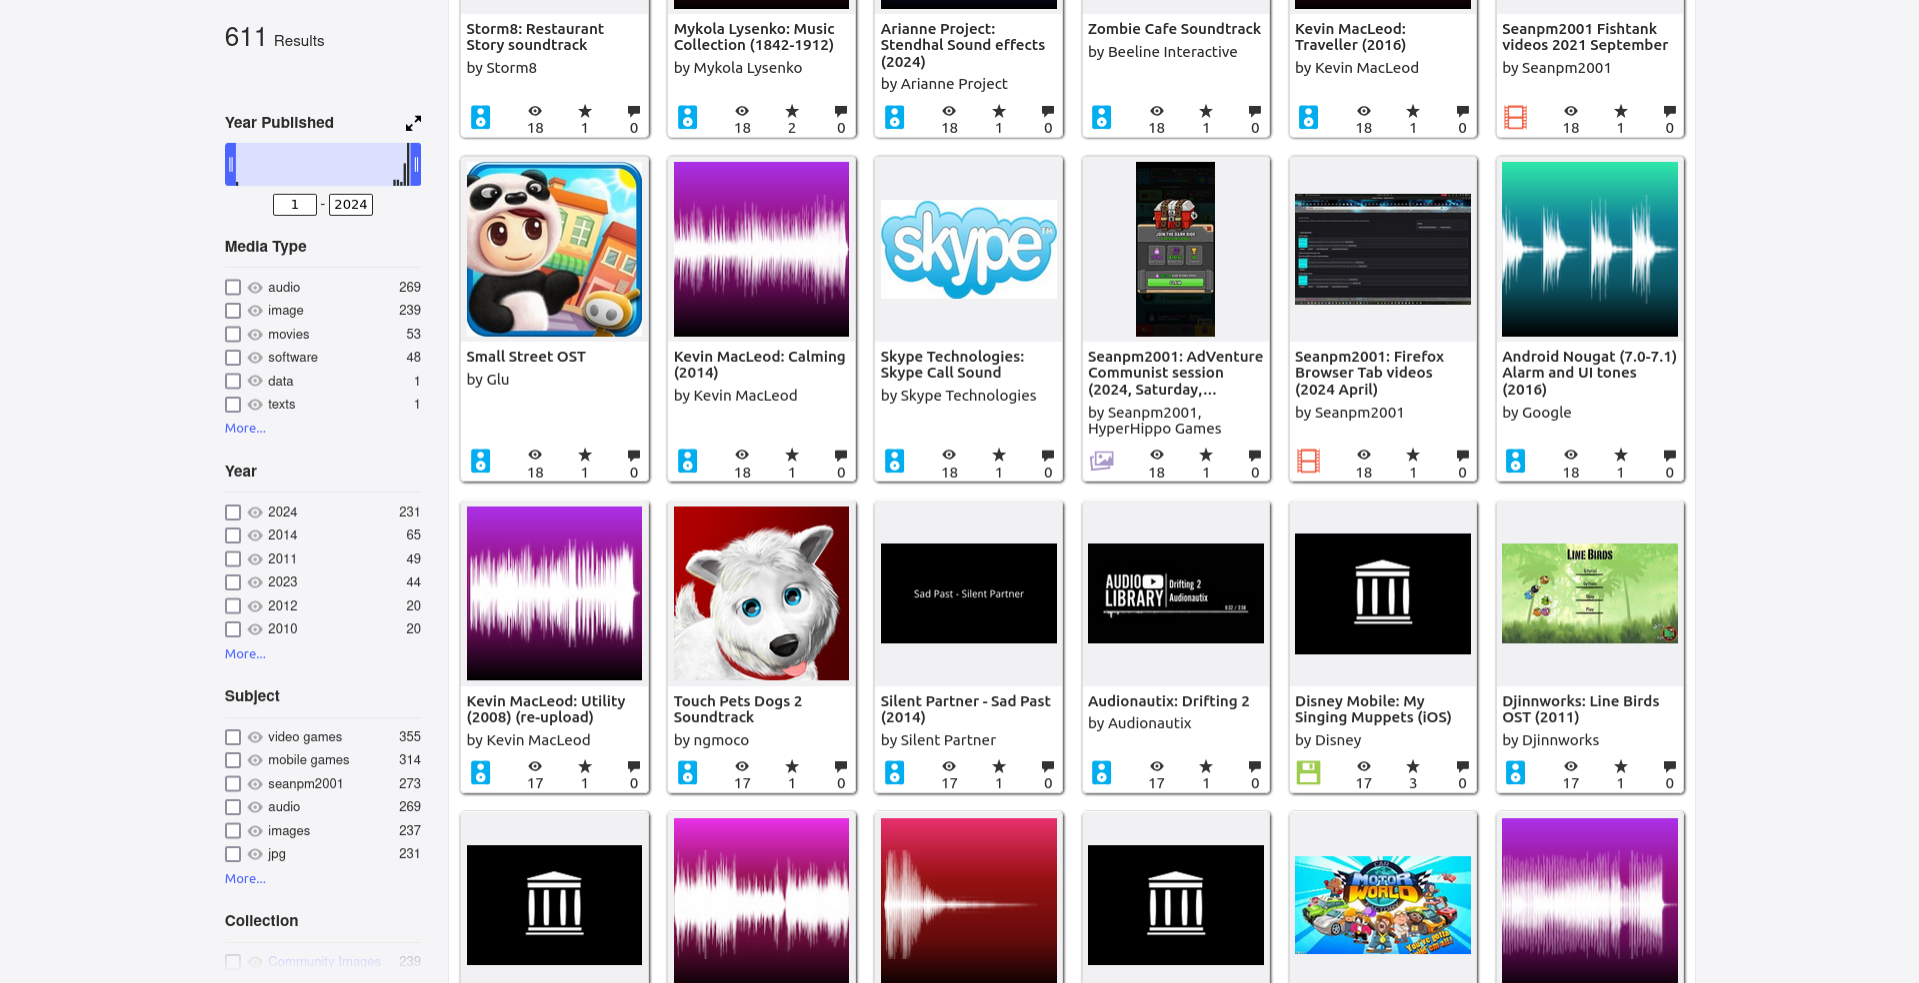 611 Results
Year Published
1 - 2024
Media Type
audio 269
image 239
movies 53
software 48
data 1
texts 1
More...
Year
2024 231
2014 65
2011 49
2023 44
2012 20
2010 20
More...
Subject
video games 355
mobile games 314
seanpm2001 273
audio 269
images 237
jpg 231
More...
Collection
Community Images 239
Storm8: Restaurant
Story soundtrack
by Storm8
18 1 0
Mykola Lysenko: Music
Collection (1842-1912)
by Mykola Lysenko
18 2 0
Arianne Project:
Stendhal Sound effects
(2024)
by Arianne Project
18 1 0
Zombie Cafe Soundtrack
by Beeline Interactive
18 1 0
Kevin MacLeod:
Traveller (2016)
by Kevin MacLeod
18 1 0
Seanpm2001 Fishtank
videos 2021 September
by Seanpm2001
18 1 0
Small Street OST
by Glu
18 1 0
Kevin MacLeod: Calming
(2014)
by Kevin MacLeod
18 1 0
skype
TM
Skype Technologies:
Skype Call Sound
by Skype Technologies
18 1 0
JOIN THE DARK SIDE
Seanpm2001: AdVenture
Communist session
(2024, Saturday,...
by Seanpm2001,
HyperHippo Games
18 1 0
Seanpm2001: Firefox
Browser Tab videos
(2024 April)
by Seanpm2001
18 1 0
Android Nougat (7.0-7.1)
Alarm and UI tones
(2016)
by Google
18 1 0
Kevin MacLeod: Utility
(2008) (re-upload)
by Kevin MacLeod
17 1 0
Touch Pets Dogs 2
Soundtrack
by ngmoco
17 1 0
Sad Past - Silent Partner
Silent Partner - Sad Past
(2014)
by Silent Partner
17 1 0
AUDIO
LIBRARY
Drifting 2
Audionautix
Audionautix: Drifting 2
by Audionautix
17 1 0
Disney Mobile: My
Singing Muppets (iOS)
by Disney
17 3 0
LINE BIRDS
Play
Djinnworks: Line Birds
OST (2011)
by Djinnworks
17 1 0
MOTOR
WORLD